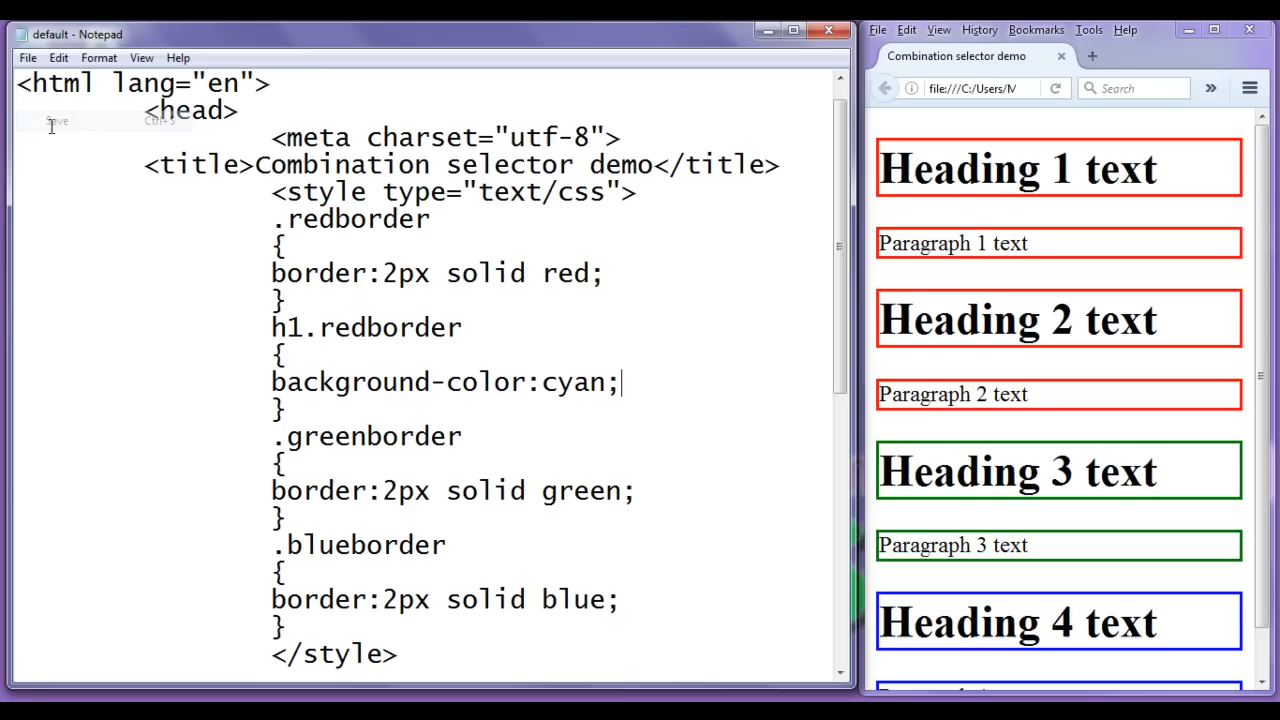 default - Notepad
File Edit Format View Help
<html lang="en">
<head>
Save Ctrl+S
<meta charset="utf-8">
<title>Combination selector demo</title>
<style type="text/css">
.redborder
{
border:2px solid red;
}
h1.redborder
{
background-color:cyan;
}
.greenborder
{
border:2px solid green;
}
.blueborder
{
border:2px solid blue;
}
</style>
File Edit View History Bookmarks Tools Help
Combination selector demo
file:///C:/Users/M Search
Heading 1 text
Paragraph 1 text
Heading 2 text
Paragraph 2 text
Heading 3 text
Paragraph 3 text
Heading 4 text